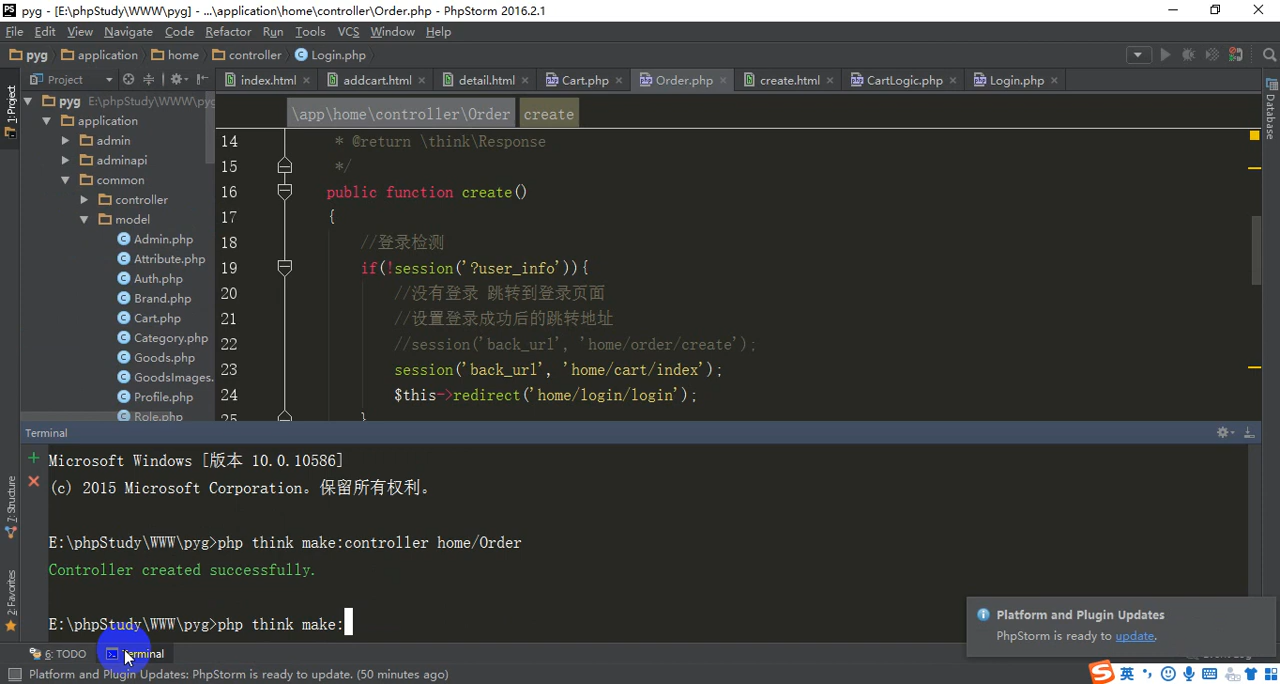 pyg - [E:\phpStudy\WWW\pyg] - ...\application\home\controller\Order.php - PhpStorm 2016.2.1
File Edit View Navigate Code Refactor Run Tools VCS Window Help
pyg application home controller Login.php
Project index.html addcart.html detail.html Cart.php Order.php create.html CartLogic.php Login.php
1: Project
Database
pyg E:\phpStudy\WWW\pyg
application
admin
adminapi
common
controller
model
Admin.php
Attribute.php
Auth.php
Brand.php
Cart.php
Category.php
Goods.php
GoodsImages.
Profile.php
Role.php
\app\home\controller\Order create
14 * @return \think\Response
15 */
16 public function create()
17 {
18 //登录检测
19 if(!session('?user_info')){
20 //没有登录 跳转到登录页面
21 //设置登录成功后的跳转地址
22 //session('back_url', 'home/order/create');
23 session('back_url', 'home/cart/index');
24 $this->redirect('home/login/login');
25 }
Terminal
Microsoft Windows [版本 10.0.10586]
(c) 2015 Microsoft Corporation。保留所有权利。
E:\phpStudy\WWW\pyg>php think make:controller home/Order
Controller created successfully.
E:\phpStudy\WWW\pyg>php think make:
7: Structure
2: Favorites
Platform and Plugin Updates
PhpStorm is ready to update.
6: TODO Terminal
Platform and Plugin Updates: PhpStorm is ready to update. (50 minutes ago)
英